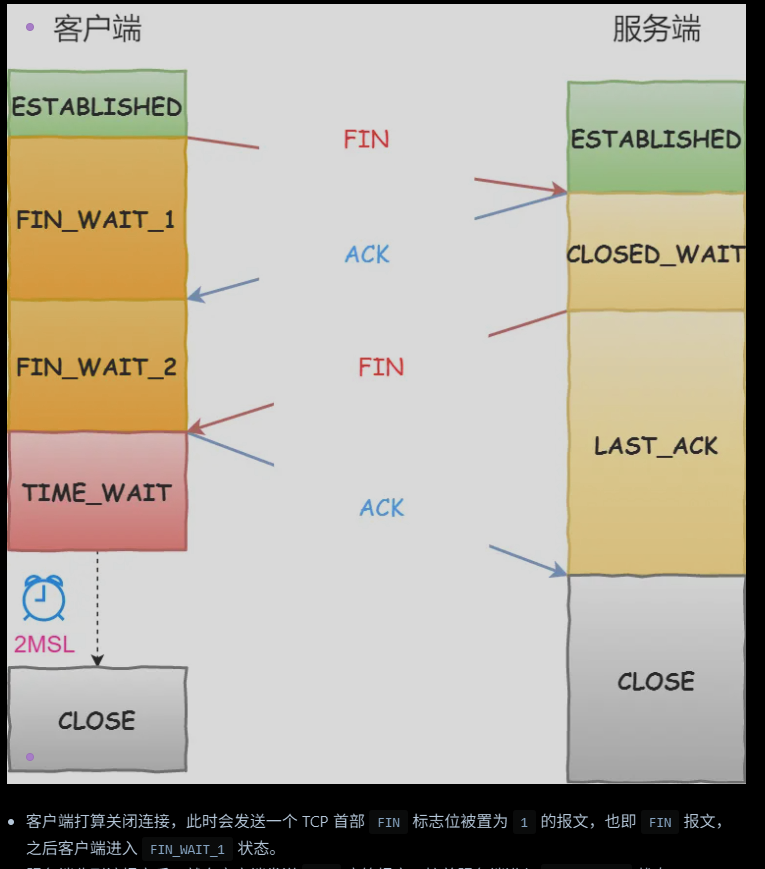 客户端
服务端
ESTABLISHED
FIN
ESTABLISHED
FIN_WAIT_1
ACK
CLOSED_WAIT
FIN_WAIT_2
FIN
LAST_ACK
TIME_WAIT
ACK
2MSL
CLOSE
CLOSE
客户端打算关闭连接，此时会发送一个 TCP 首部 FIN 标志位被置为 1 的报文，也即 FIN 报文，
之后客户端进入 FIN_WAIT_1 状态。